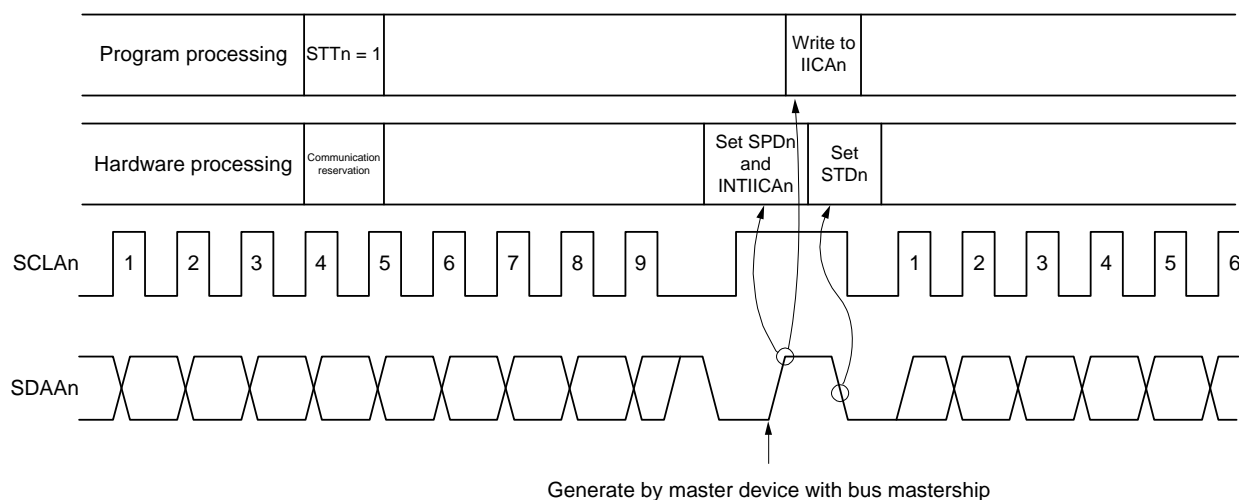 Program processing
STTn = 1
Write to
IICAn
Hardware processing
Communication
reservation
Set SPDn
and
INTIICAn
Set
STDn
SCLAn
1 2 3 4 5 6 7 8 9 1 2 3 4 5 6
SDAAn
Generate by master device with bus mastership